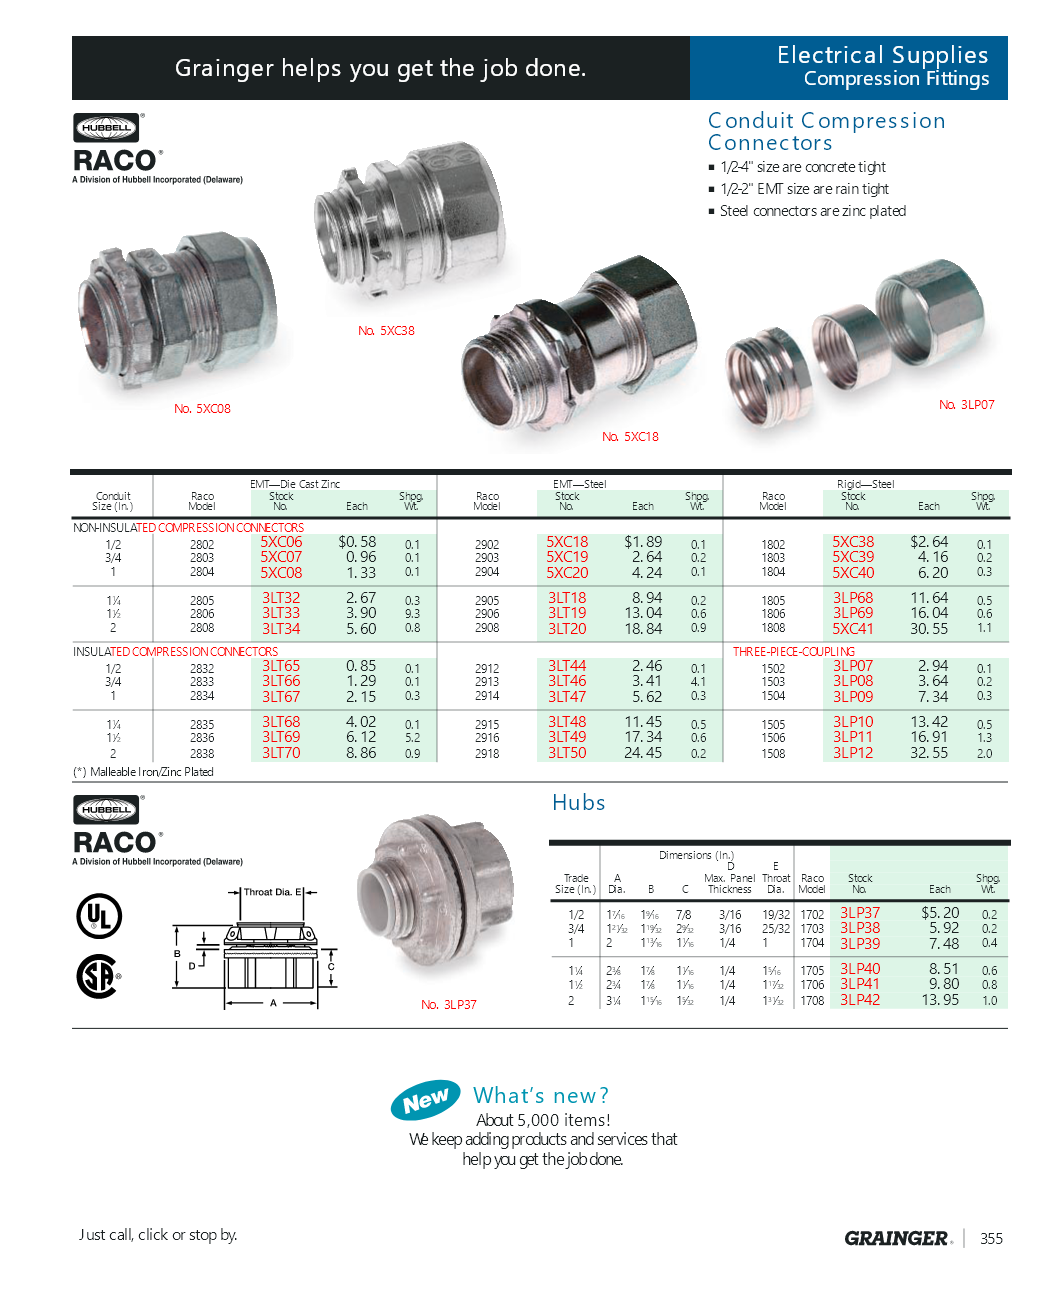 Grainger helps you get the job done.
Electrical Supplies
Compression Fittings
HUBBELL®
RACO®
A Division of Hubbell Incorporated (Delaware)
Conduit Compression
Connectors
■ 1/2-4" size are concrete tight
■ 1/2-2" EMT size are rain tight
■ Steel connectors are zinc plated
No. 5XC38
No. 5XC08
No. 5XC18
No. 3LP07
EMT—Die Cast Zinc EMT—Steel Rigid—Steel
Conduit Raco Stock Shpg. Raco Stock Shpg. Raco Stock Shpg.
Size (In.) Model No. Each Wt. Model No. Each Wt. Model No. Each Wt.
NON-INSULATED COMPRESSION CONNECTORS
1/2 2802 5XC06 $0.58 0.1 2902 5XC18 $1.89 0.1 1802 5XC38 $2.64 0.1
3/4 2803 5XC07 0.96 0.1 2903 5XC19 2.64 0.2 1803 5XC39 4.16 0.2
1 2804 5XC08 1.33 0.1 2904 5XC20 4.24 0.1 1804 5XC40 6.20 0.3
1¼ 2805 3LT32 2.67 0.3 2905 3LT18 8.94 0.2 1805 3LP68 11.64 0.5
1½ 2806 3LT33 3.90 9.3 2906 3LT19 13.04 0.6 1806 3LP69 16.04 0.6
2 2808 3LT34 5.60 0.8 2908 3LT20 18.84 0.9 1808 5XC41 30.55 1.1
INSULATED COMPRESSION CONNECTORS THREE-PIECE-COUPLING
1/2 2832 3LT65 0.85 0.1 2912 3LT44 2.46 0.1 1502 3LP07 2.94 0.1
3/4 2833 3LT66 1.29 0.1 2913 3LT46 3.41 4.1 1503 3LP08 3.64 0.2
1 2834 3LT67 2.15 0.3 2914 3LT47 5.62 0.3 1504 3LP09 7.34 0.3
1¼ 2835 3LT68 4.02 0.1 2915 3LT48 11.45 0.5 1505 3LP10 13.42 0.5
1½ 2836 3LT69 6.12 5.2 2916 3LT49 17.34 0.6 1506 3LP11 16.91 1.3
2 2838 3LT70 8.86 0.9 2918 3LT50 24.45 0.2 1508 3LP12 32.55 2.0
(*) Malleable Iron/Zinc Plated
HUBBELL®
RACO®
A Division of Hubbell Incorporated (Delaware)
UL®
SA®
Throat Dia. E
B
D
C
A
No. 3LP37
Hubs
Dimensions (In.)
D E
Trade A Max. Panel Throat Raco Stock Shpg.
Size (In.) Dia. B C Thickness Dia. Model No. Each Wt.
1/2 1 7/16 1 9/16 7/8 3/16 19/32 1702 3LP37 $5.20 0.2
3/4 1 21/32 1 19/32 29/32 3/16 25/32 1703 3LP38 5.92 0.2
1 2 1 13/16 1 1/16 1/4 1 1704 3LP39 7.48 0.4
1¼ 1/4 1705 3LP40 8.51 0.6
1½ 2¾ 1/4 1 17/32 1706 3LP41 9.80 0.8
2 3¼ 1 15/16 1/4 1 31/32 1708 3LP42 13.95 1.0
New
What's new?
About 5,000 items!
We keep adding products and services that
help you get the job done.
Just call, click or stop by.
GRAINGER® | 355